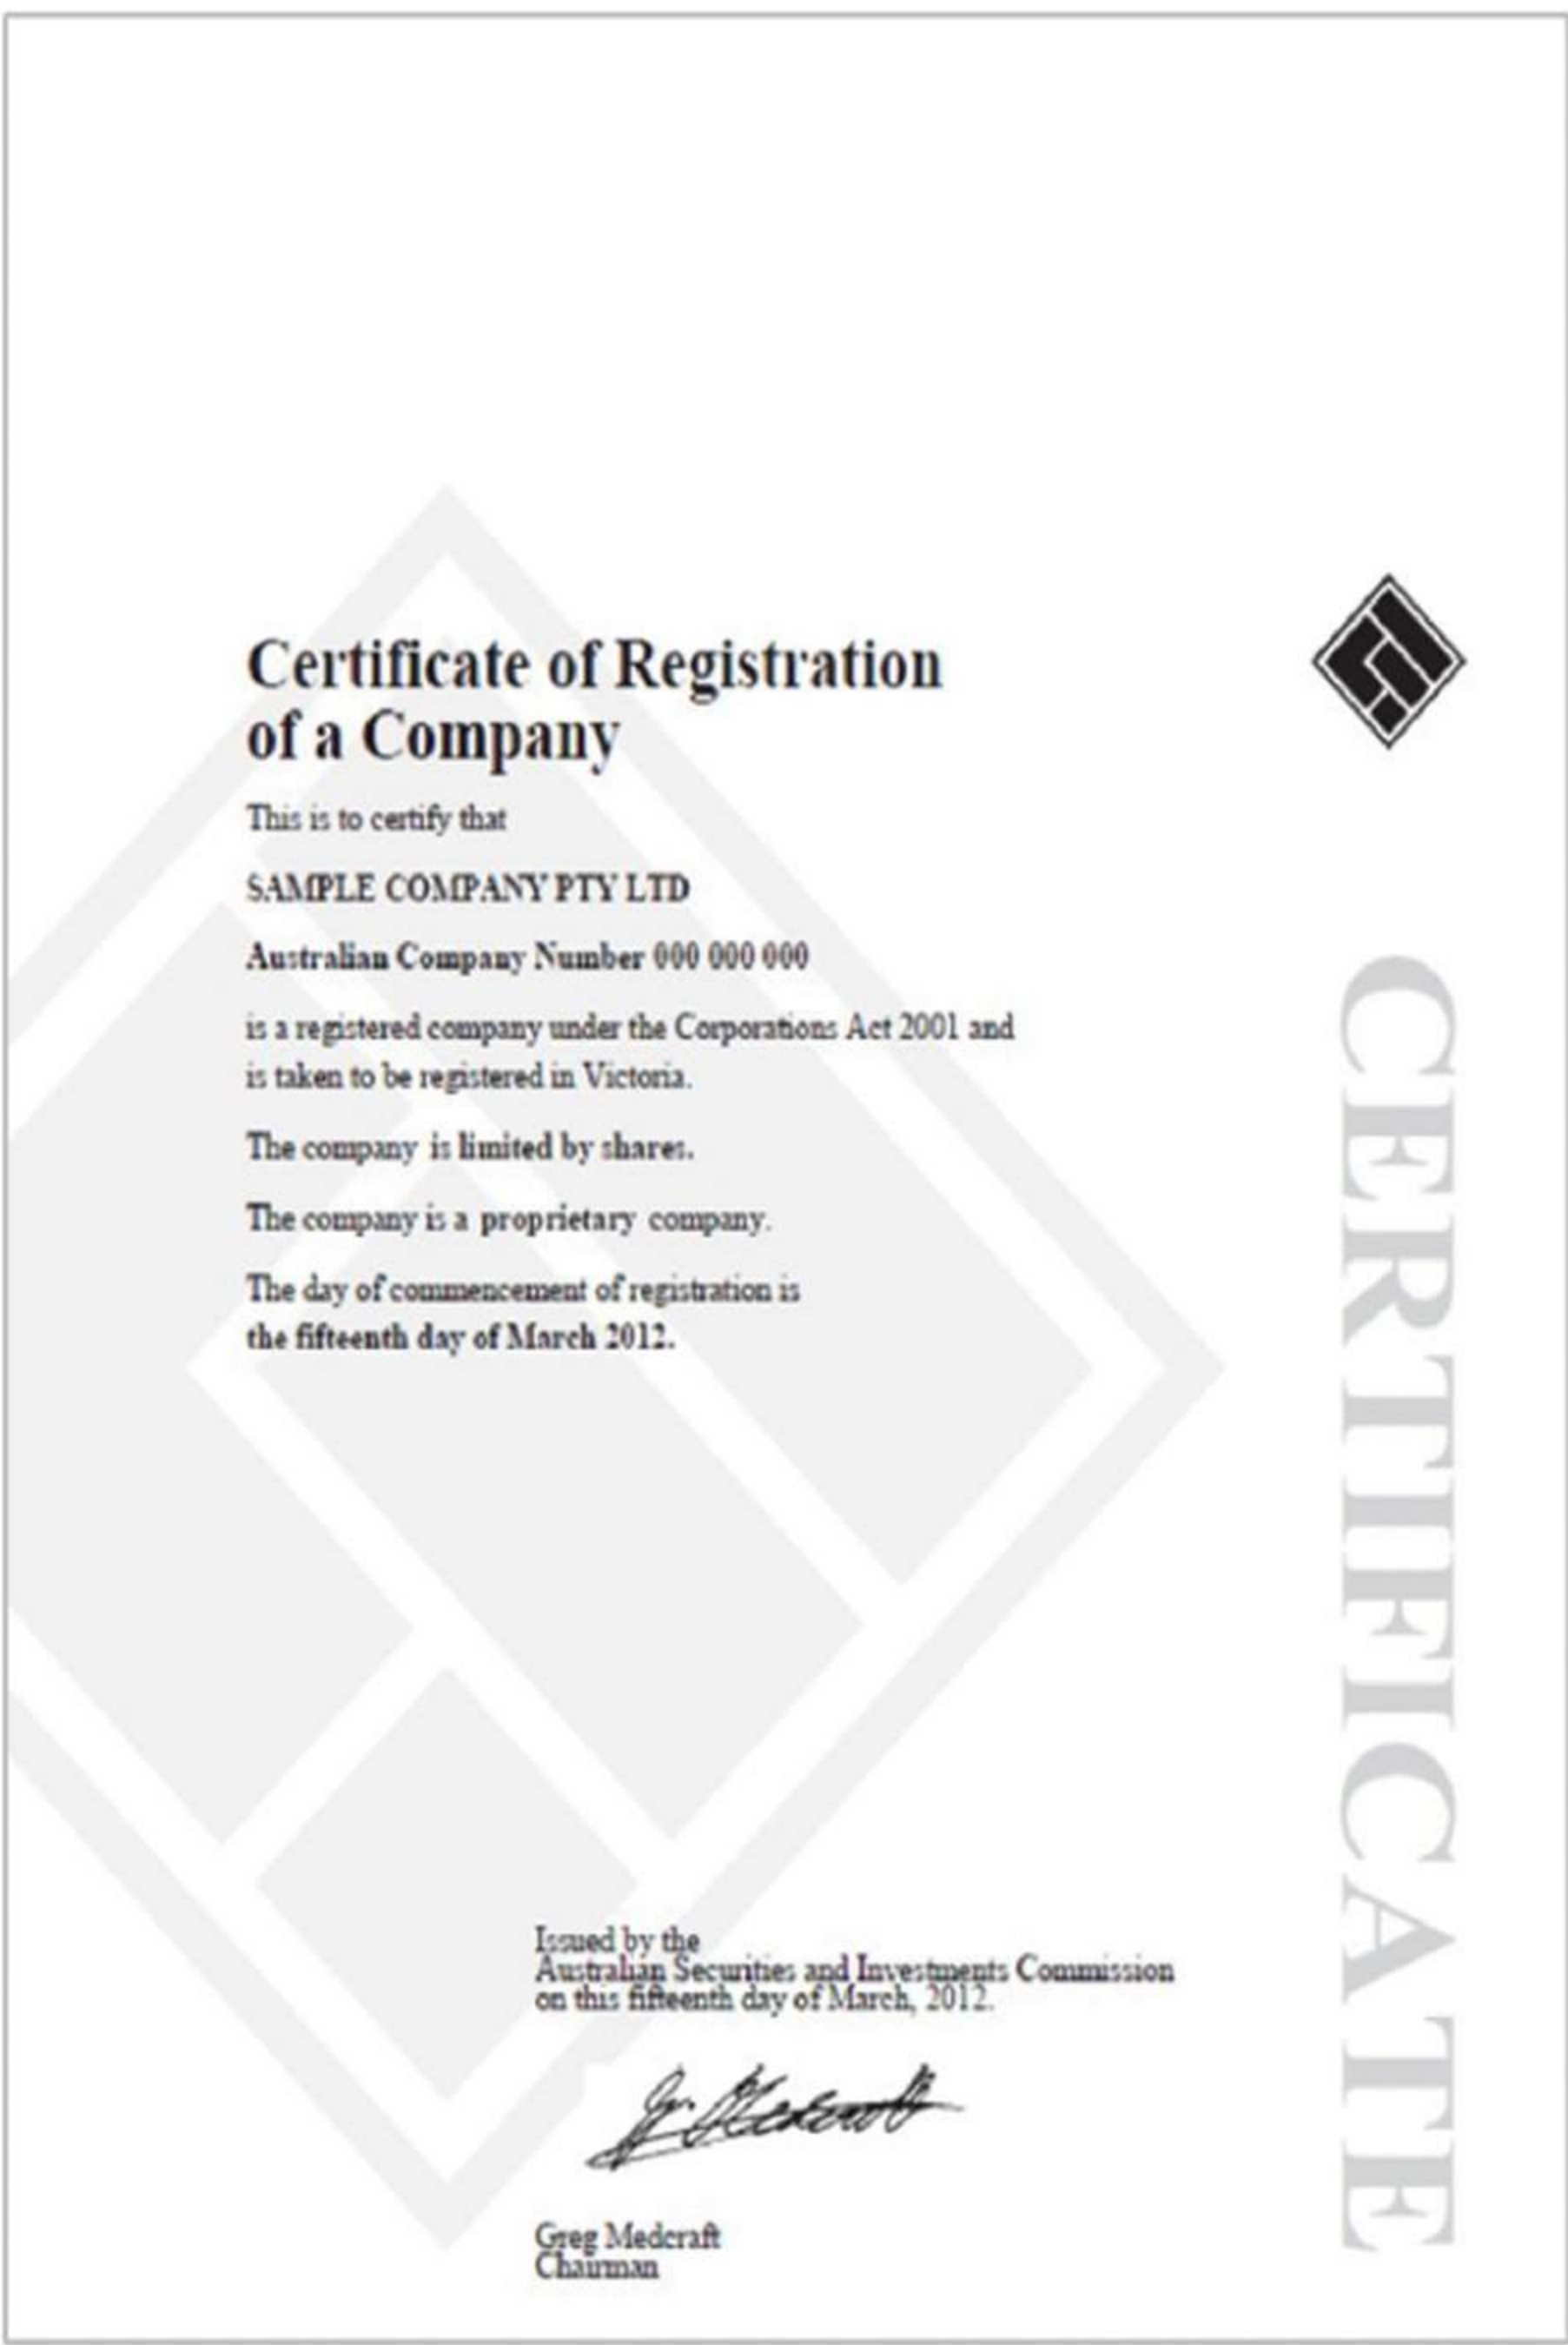 Certificate of Registration
of a Company
This is to certify that
SAMPLE COMPANY PTY LTD
Australian Company Number 000 000 000
is a registered company under the Corporations Act 2001 and
is taken to be registered in Victoria.
The company is limited by shares.
The company is a proprietary company.
The day of commencement of registration is
the fifteenth day of March 2012.
CERTIFICATE
Issued by the
Australian Securities and Investments Commission
on this fifteenth day of March, 2012.
G. Medcraft
Greg Medcraft
Chairman